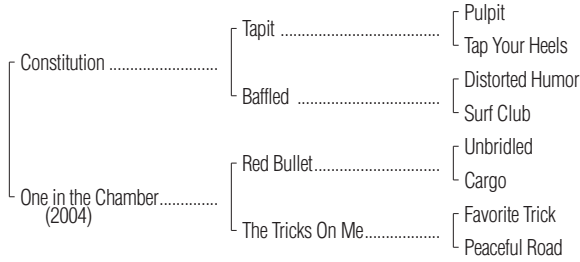 Pulpit
Tapit ..............................
Tap Your Heels
Constitution ..........................
Distorted Humor
Baffled ...............................
Surf Club
Unbridled
Red Bullet............................
Cargo
One in the Chamber..............
(2004)
Favorite Trick
The Tricks On Me..................
Peaceful Road